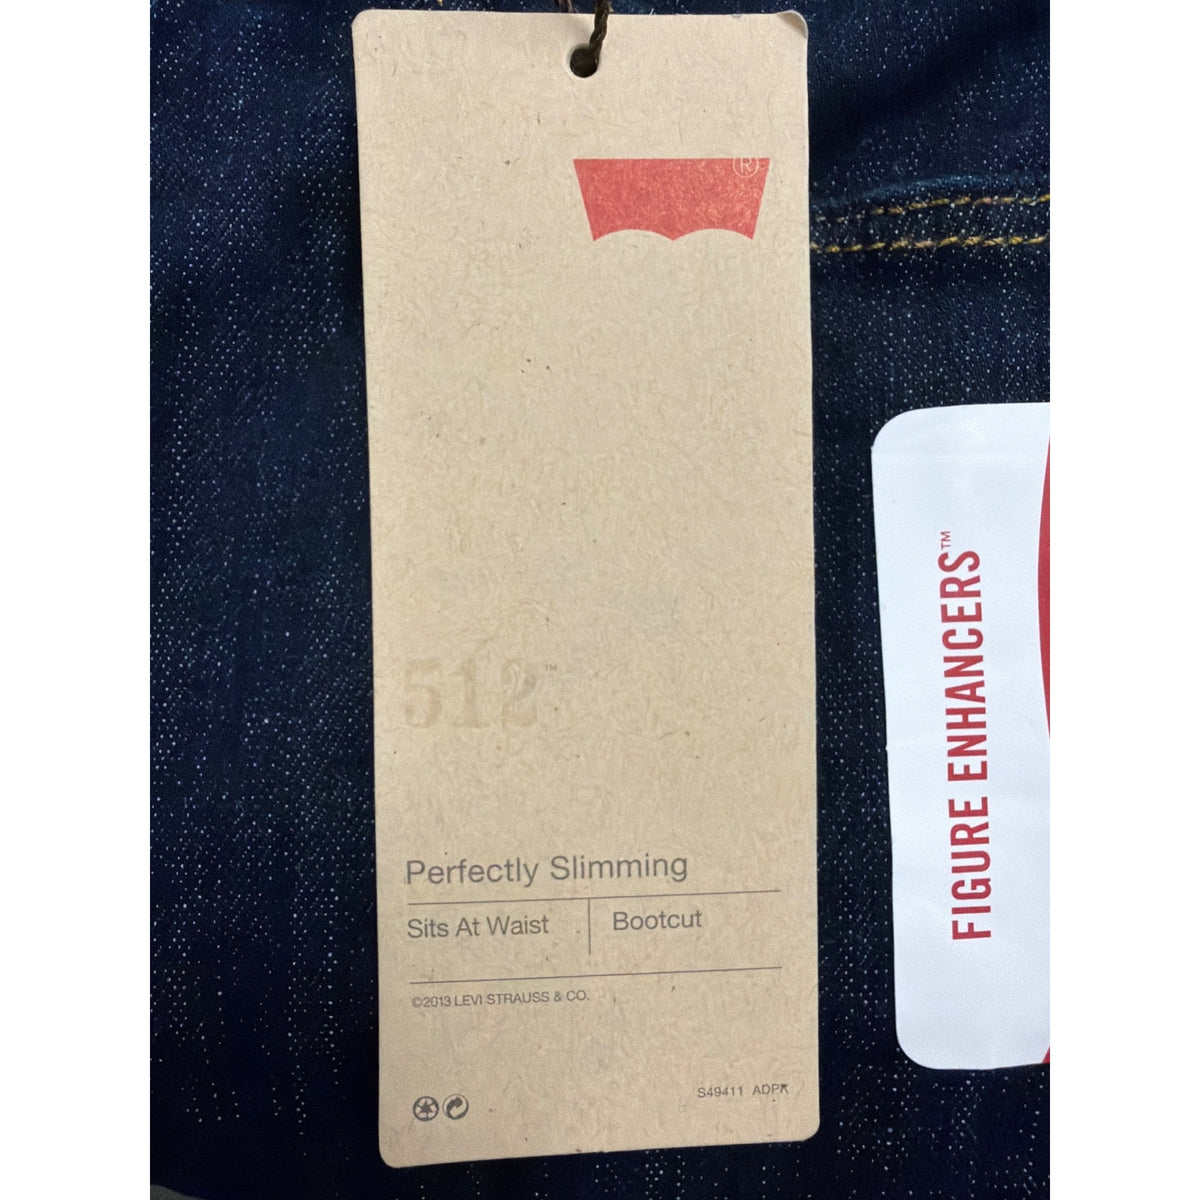 ®
512™
Perfectly Slimming
Sits At Waist
Bootcut
©2013 LEVI STRAUSS & CO.
S49411 ADPK
FIGURE ENHANCERS™